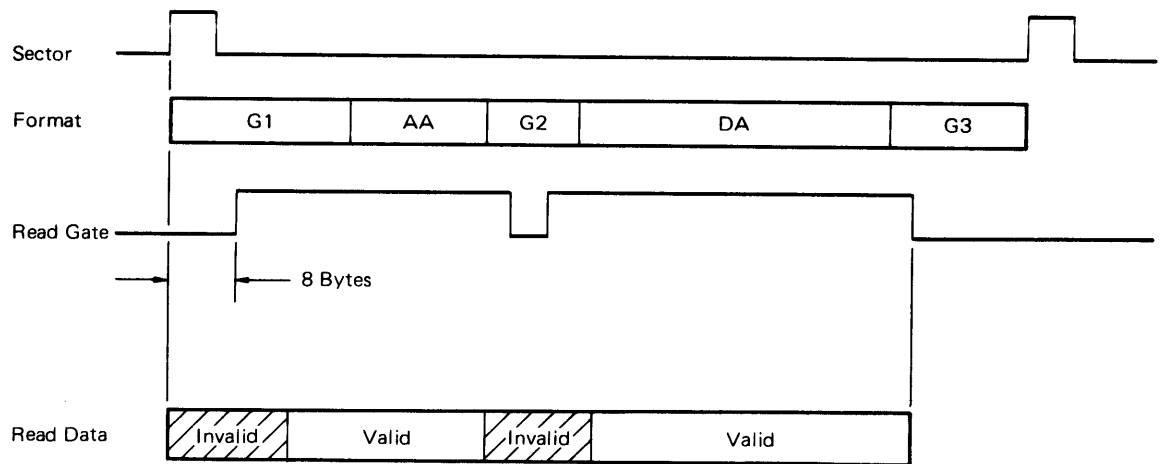 Sector
Format G1 AA G2 DA G3
Read Gate
8 Bytes
Read Data Invalid Valid Invalid Valid